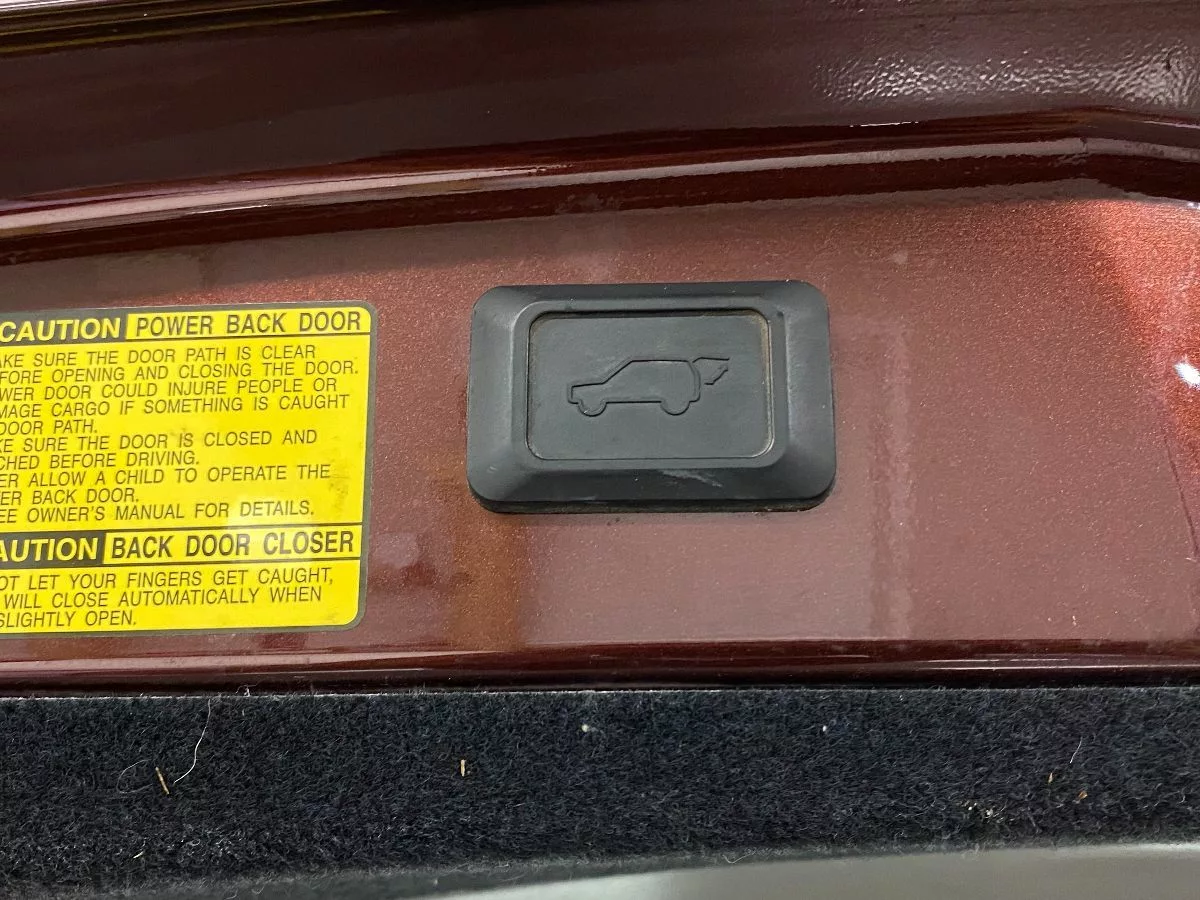 CAUTION POWER BACK DOOR
AKE SURE THE DOOR PATH IS CLEAR
FORE OPENING AND CLOSING THE DOOR.
WER DOOR COULD INJURE PEOPLE OR
MAGE CARGO IF SOMETHING IS CAUGHT
DOOR PATH.
KE SURE THE DOOR IS CLOSED AND
CHED BEFORE DRIVING.
ER ALLOW A CHILD TO OPERATE THE
ER BACK DOOR.
EE OWNER'S MANUAL FOR DETAILS.
AUTION BACK DOOR CLOSER
OT LET YOUR FINGERS GET CAUGHT,
WILL CLOSE AUTOMATICALLY WHEN
SLIGHTLY OPEN.